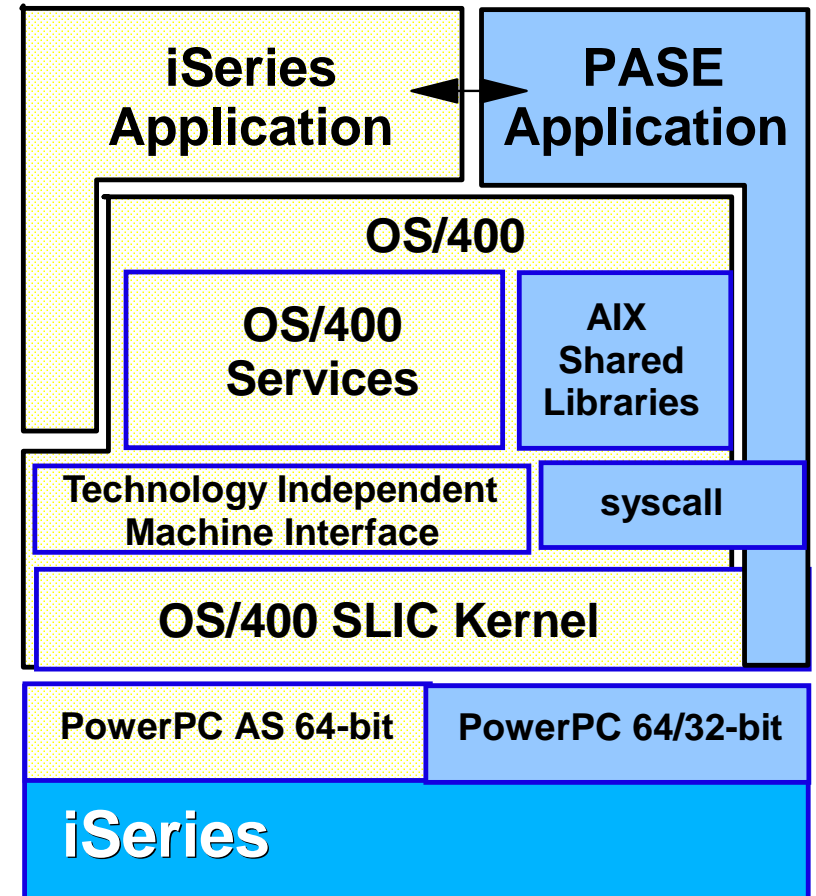 iSeries
Application
PASE
Application
OS/400
OS/400
Services
AIX
Shared
Libraries
Technology Independent
Machine Interface
syscall
OS/400 SLIC Kernel
PowerPC AS 64-bit
PowerPC 64/32-bit
iSeries